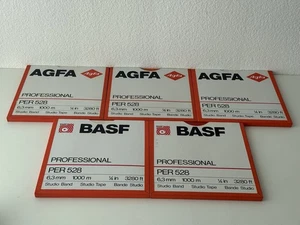 AGFA
PROFESSIONAL
PER 528
6,3 mm 1000 m ¼ in 3280 ft
Studio Band Studio Tape Bande Studio
AGFA
PROFESSIONAL
PER 528
6,3 mm 1000 m ¼ in 3280 ft
Studio Band Studio Tape Bande Studio
AGFA
PROFESSIONAL
PER 528
6,3 mm 1000 m ¼ in 3280 ft
Studio Band Studio Tape Bande Studio
BASF
PROFESSIONAL
PER 528
6,3 mm 1000 m ¼ in 3280 ft
Studio Band Studio Tape Bande Studio
BASF
PROFESSIONAL
PER 528
6,3 mm 1000 m ¼ in 3280 ft
Studio Band Studio Tape Bande Studio